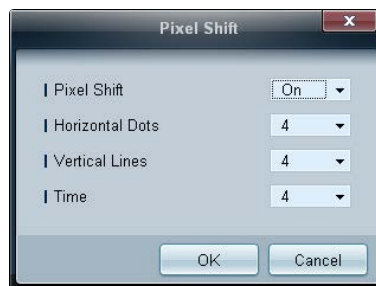 Pixel Shift
Pixel Shift On
Horizontal Dots 4
Vertical Lines 4
Time 4
OK Cancel